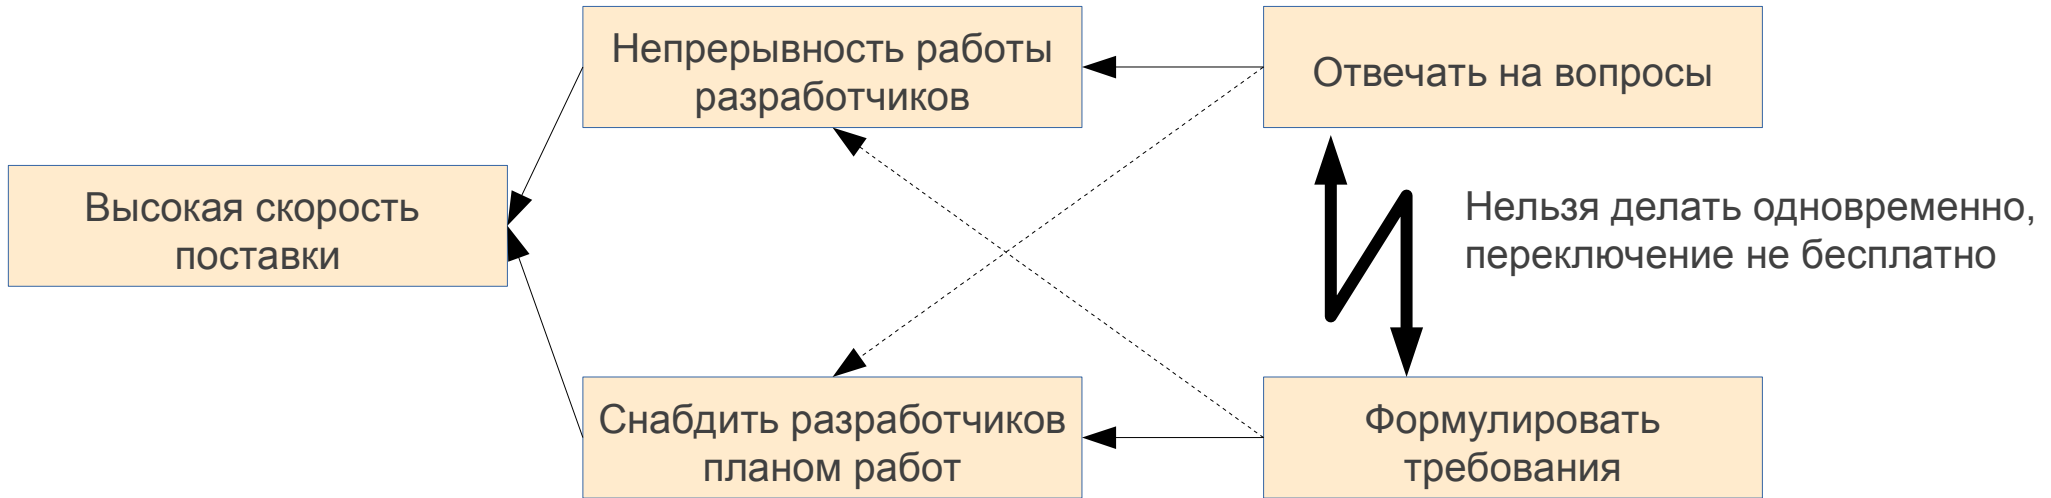 Непрерывность работы
разработчиков
Отвечать на вопросы
Высокая скорость
поставки
Нельзя делать одновременно,
переключение не бесплатно
Снабдить разработчиков
планом работ
Формулировать
требования